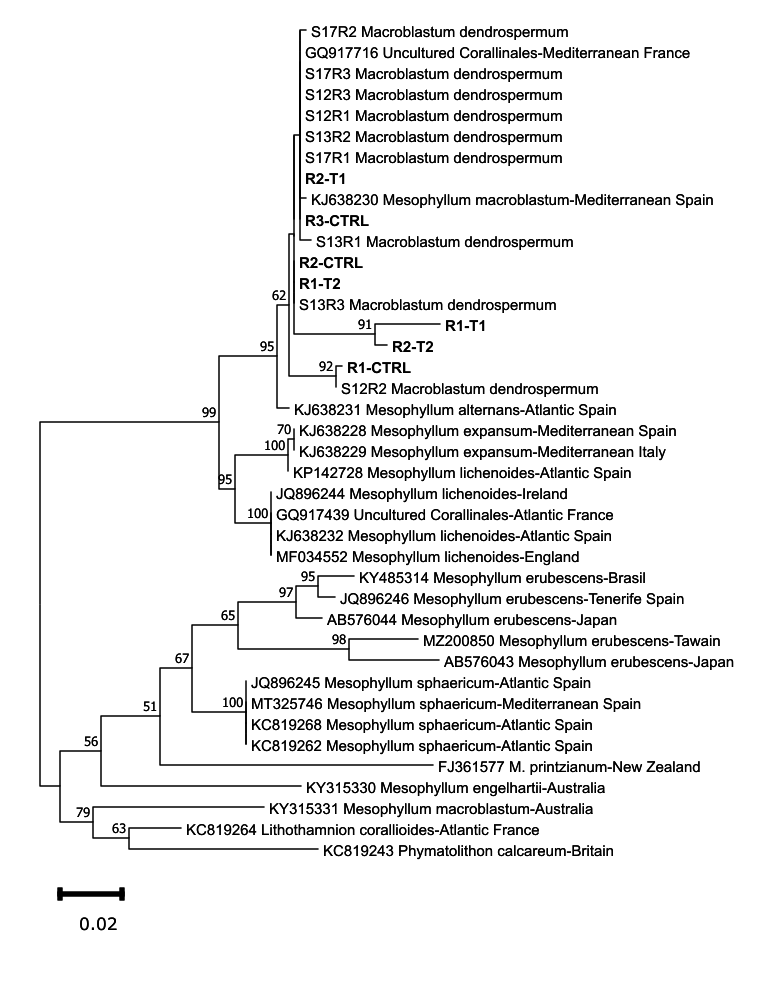 S17R2 Macroblastum dendrospermum
GQ917716 Uncultured Corallinales-Mediterranean France
S17R3 Macroblastum dendrospermum
S12R3 Macroblastum dendrospermum
S12R1 Macroblastum dendrospermum
S13R2 Macroblastum dendrospermum
S17R1 Macroblastum dendrospermum
R2-T1
KJ638230 Mesophyllum macroblastum-Mediterranean Spain
R3-CTRL
S13R1 Macroblastum dendrospermum
R2-CTRL
R1-T2
62
S13R3 Macroblastum dendrospermum
91
R1-T1
95
R2-T2
92
R1-CTRL
S12R2 Macroblastum dendrospermum
99
KJ638231 Mesophyllum alternans-Atlantic Spain
70
KJ638228 Mesophyllum expansum-Mediterranean Spain
100
KJ638229 Mesophyllum expansum-Mediterranean Italy
KP142728 Mesophyllum lichenoides-Atlantic Spain
95
JQ896244 Mesophyllum lichenoides-Ireland
100
GQ917439 Uncultured Corallinales-Atlantic France
KJ638232 Mesophyllum lichenoides-Atlantic Spain
MF034552 Mesophyllum lichenoides-England
95
KY485314 Mesophyllum erubescens-Brasil
97
JQ896246 Mesophyllum erubescens-Tenerife Spain
65
AB576044 Mesophyllum erubescens-Japan
98
MZ200850 Mesophyllum erubescens-Tawain
67
AB576043 Mesophyllum erubescens-Japan
JQ896245 Mesophyllum sphaericum-Atlantic Spain
100
MT325746 Mesophyllum sphaericum-Mediterranean Spain
51
KC819268 Mesophyllum sphaericum-Atlantic Spain
56
KC819262 Mesophyllum sphaericum-Atlantic Spain
FJ361577 M. printzianum-New Zealand
KY315330 Mesophyllum engelhartii-Australia
79
KY315331 Mesophyllum macroblastum-Australia
63
KC819264 Lithothamnion corallioides-Atlantic France
KC819243 Phymatolithon calcareum-Britain
0.02